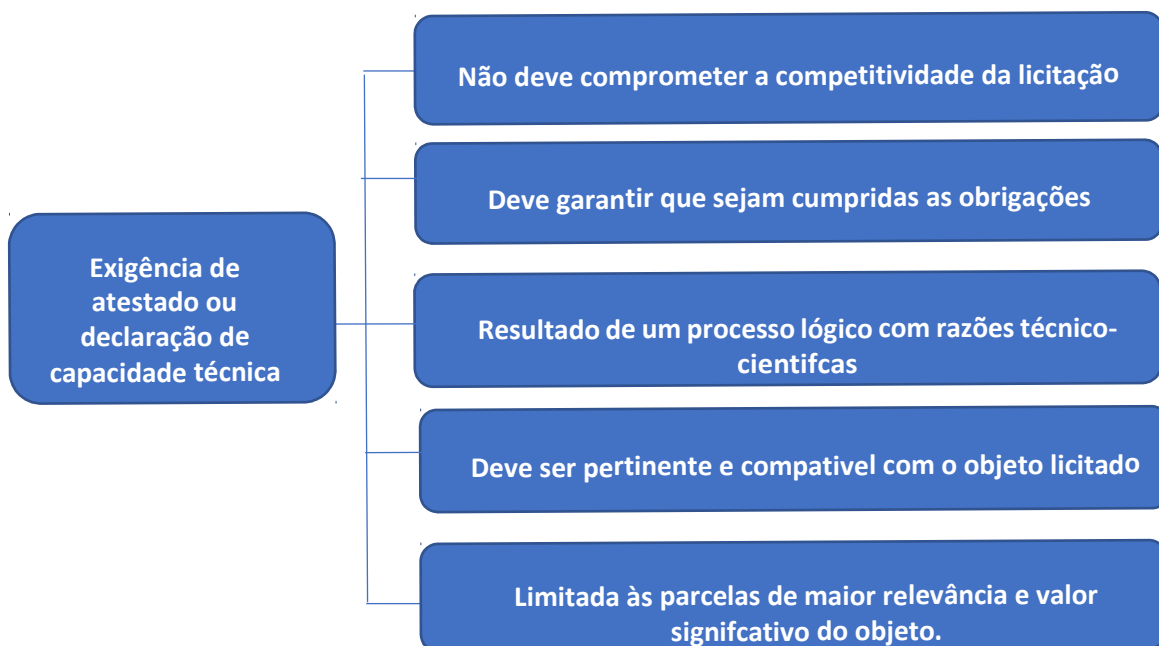 Não deve comprometer a competitividade da licitação
Deve garantir que sejam cumpridas as obrigações
Exigência de
atestado ou
declaração de
capacidade técnica
Resultado de um processo lógico com razões técnico-
cientifcas
Deve ser pertinente e compativel com o objeto licitado
Limitada às parcelas de maior relevância e valor
signifcativo do objeto.